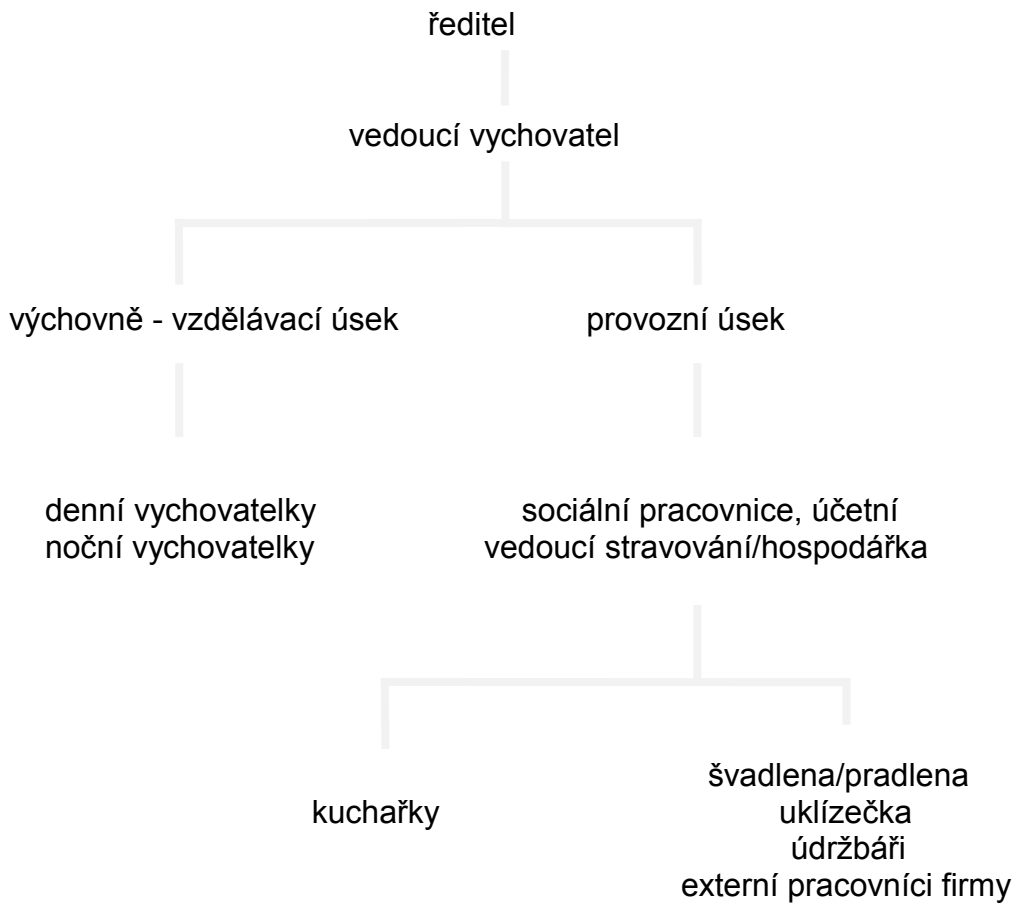 ředitel
vedoucí vychovatel
výchovně - vzdělávací úsek
provozní úsek
denní vychovatelky
noční vychovatelky
sociální pracovnice, účetní
vedoucí stravování/hospodářka
kuchařky
švadlena/pradlena
uklízečka
údržbáři
externí pracovníci firmy